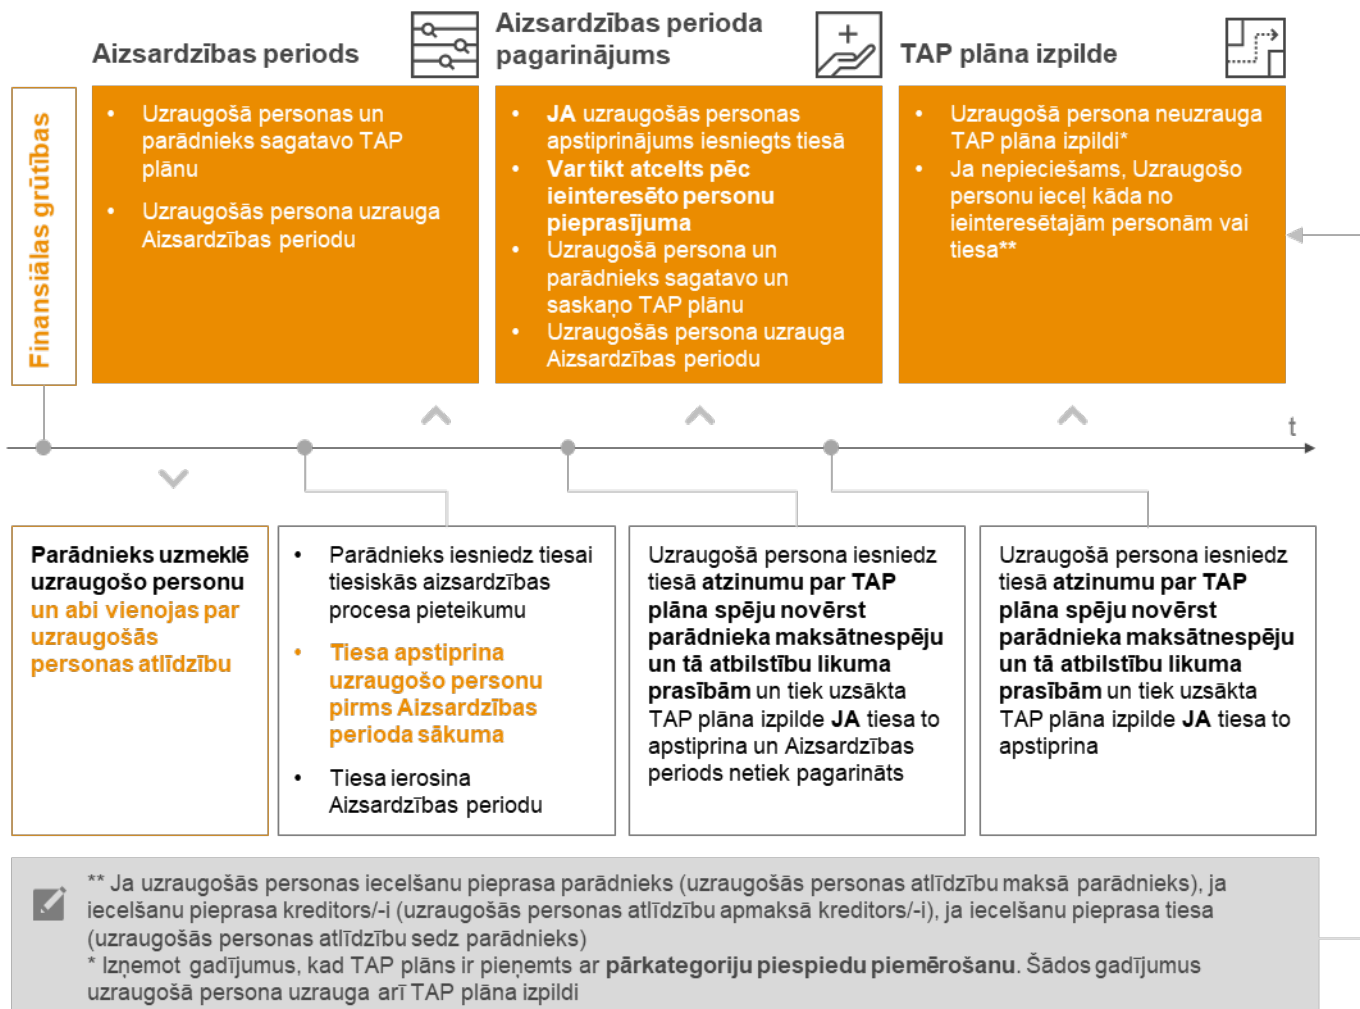 Aizsardzības periods
Aizsardzības perioda
pagarinājums
TAP plāna izpilde
Finansiālas grūtības
• Uzraugošā personas un
parādnieks sagatavo TAP
plānu
• Uzraugošās persona uzrauga
Aizsardzības periodu
• JA uzraugošās personas
apstiprinājums iesniegts tiesā
• Var tikt atcelts pēc
ieinteresēto personu
pieprasījuma
• Uzraugošā persona un
parādnieks sagatavo un
saskaņo TAP plānu
• Uzraugošās persona uzrauga
Aizsardzības periodu
• Uzraugošā persona neuzrauga
TAP plāna izpildi*
• Ja nepieciešams, Uzraugošo
personu ieceļ kāda no
ieinteresētajām personām vai
tiesa**
t
Parādnieks uzmeklē
uzraugošo personu
un abi vienojas par
uzraugošās
personas atlīdzību
• Parādnieks iesniedz tiesai
tiesiskās aizsardzības
procesa pieteikumu
• Tiesa apstiprina
uzraugošo personu
pirms Aizsardzības
perioda sākuma
• Tiesa ierosina
Aizsardzības periodu
Uzraugošā persona iesniedz
tiesā atzinumu par TAP
plāna spēju novērst
parādnieka maksātnespēju
un tā atbilstību likuma
prasībām un tiek uzsākta
TAP plāna izpilde JA tiesa to
apstiprina un Aizsardzības
periods netiek pagarināts
Uzraugošā persona iesniedz
tiesā atzinumu par TAP
plāna spēju novērst
parādnieka maksātnespēju
un tā atbilstību likuma
prasībām un tiek uzsākta
TAP plāna izpilde JA tiesa to
apstiprina
** Ja uzraugošās personas iecelšanu pieprasa parādnieks (uzraugošās personas atlīdzību maksā parādnieks), ja
iecelšanu pieprasa kreditors/-i (uzraugošās personas atlīdzību apmaksā kreditors/-i), ja iecelšanu pieprasa tiesa
(uzraugošās personas atlīdzību sedz parādnieks)
* Izņemot gadījumus, kad TAP plāns ir pieņemts ar pārkategoriju piespiedu piemērošanu. Šādos gadījumus
uzraugošā persona uzrauga arī TAP plāna izpildi